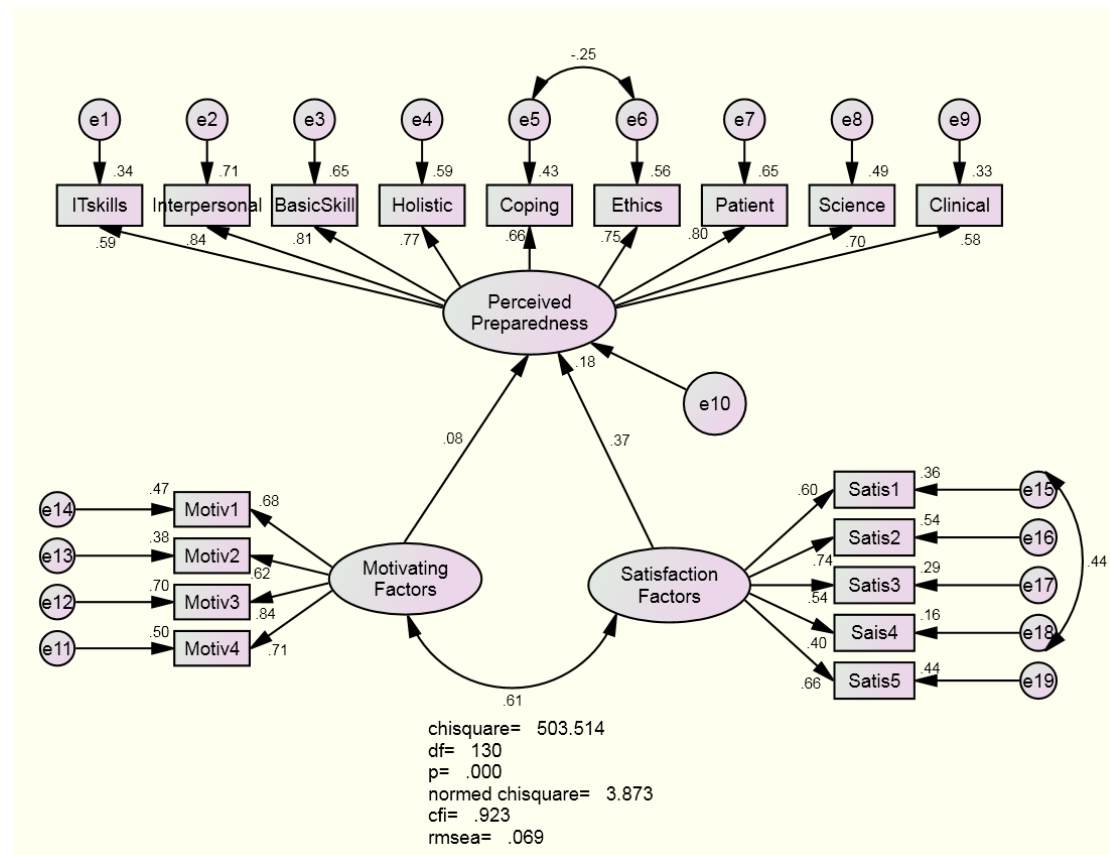 -.25
e1 e2 e3 e4 e5 e6 e7 e8 e9
.34 .71 .65 .59 .43 .56 .65 .49 .33
ITskills Interpersonal BasicSkill Holistic Coping Ethics Patient Science Clinical
.59 .84 .81 .77 .66 .75 .80 .70 .58
Perceived
Preparedness
.18
e10
.08 .37
e14 .47 Motiv1 .68
e13 .38 Motiv2 .62
e12 .70 Motiv3 .84
e11 .50 Motiv4 .71
Motivating
Factors
Satisfaction
Factors
.60 Satis1 .36 e15
.74 Satis2 .54 e16
.54 Satis3 .29 e17
.40 Sais4 .16 e18
.66 Satis5 .44 e19
.44
.61
chisquare= 503.514
df= 130
p= .000
normed chisquare= 3.873
cfi= .923
rmsea= .069